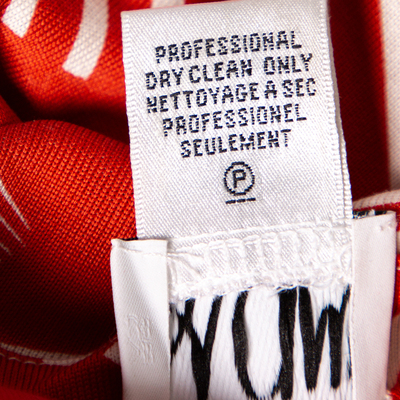 PROFESSIONAL
DRY CLEAN ONLY
NETTOYAGE A SEC
PROFESSIONEL
SEULEMENT
P